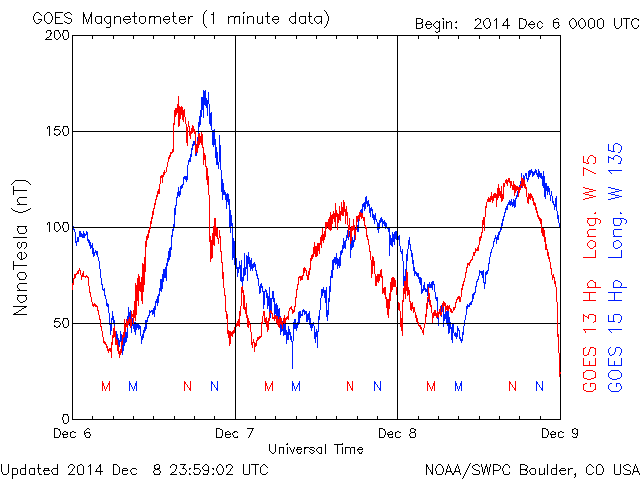 GOES Magnetometer (1 minute data)
Begin: 2014 Dec 6 0000 UTC
200
150
100
50
0
NanoTesla (nT)
M M N N M M N N M M N N
Dec 6 Dec 7 Dec 8 Dec 9
Universal Time
GOES 13 Hp Long. W 75
GOES 15 Hp Long. W 135
Updated 2014 Dec 8 23:59:02 UTC
NOAA/SWPC Boulder, CO USA